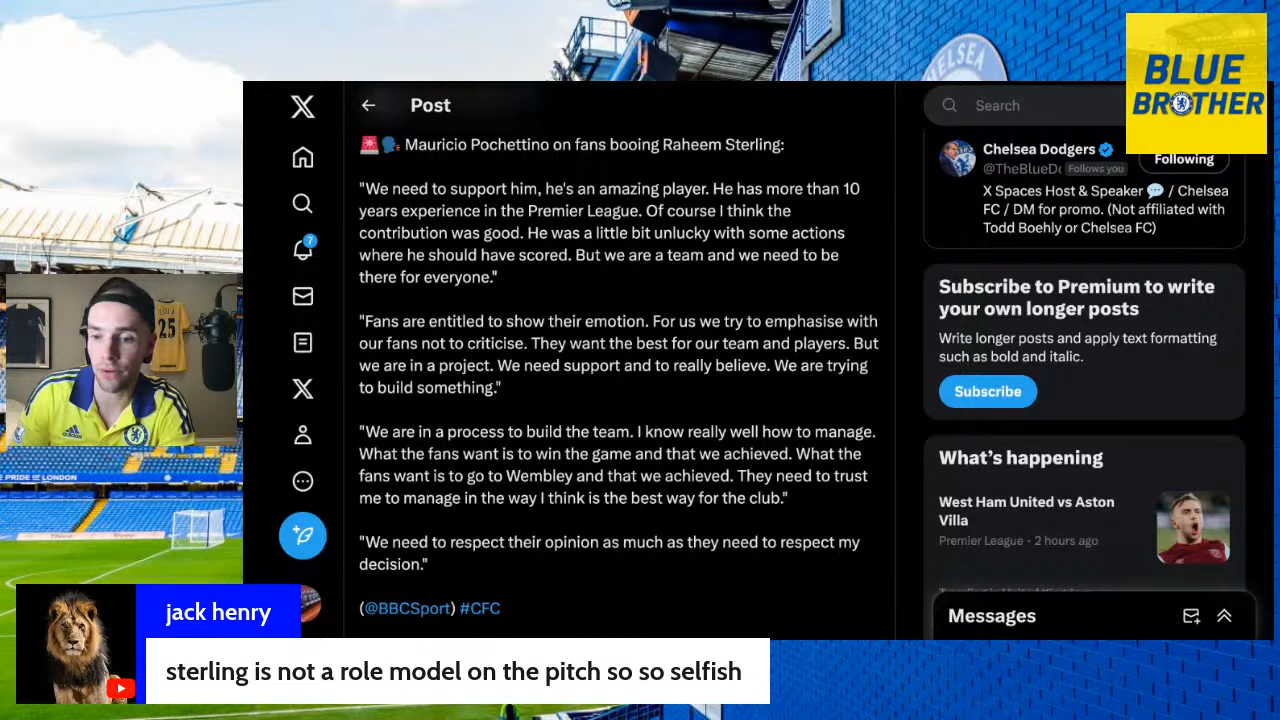 BLUE
BROTHER
CHELSEA
Post
Search
🚨🗣️ Mauricio Pochettino on fans booing Raheem Sterling:
"We need to support him, he's an amazing player. He has more than 10
years experience in the Premier League. Of course I think the
contribution was good. He was a little bit unlucky with some actions
where he should have scored. But we are a team and we need to be
there for everyone."
"Fans are entitled to show their emotion. For us we try to emphasise with
our fans not to criticise. They want the best for our team and players. But
we are in a project. We need support and to really believe. We are trying
to build something."
"We are in a process to build the team. I know really well how to manage.
What the fans want is to win the game and that we achieved. What the
fans want is to go to Wembley and that we achieved. They need to trust
me to manage in the way I think is the best way for the club."
"We need to respect their opinion as much as they need to respect my
decision."
(@BBCSport) #CFC
7
Chelsea Dodgers
@TheBlueDo Follows you
Following
X Spaces Host & Speaker 💬 / Chelsea
FC / DM for promo. (Not affiliated with
Todd Boehly or Chelsea FC)
Subscribe to Premium to write
your own longer posts
Write longer posts and apply text formatting
such as bold and italic.
Subscribe
What's happening
West Ham United vs Aston
Villa
Premier League · 2 hours ago
Messages
25
PRIDE OF LONDON
jack henry
sterling is not a role model on the pitch so so selfish